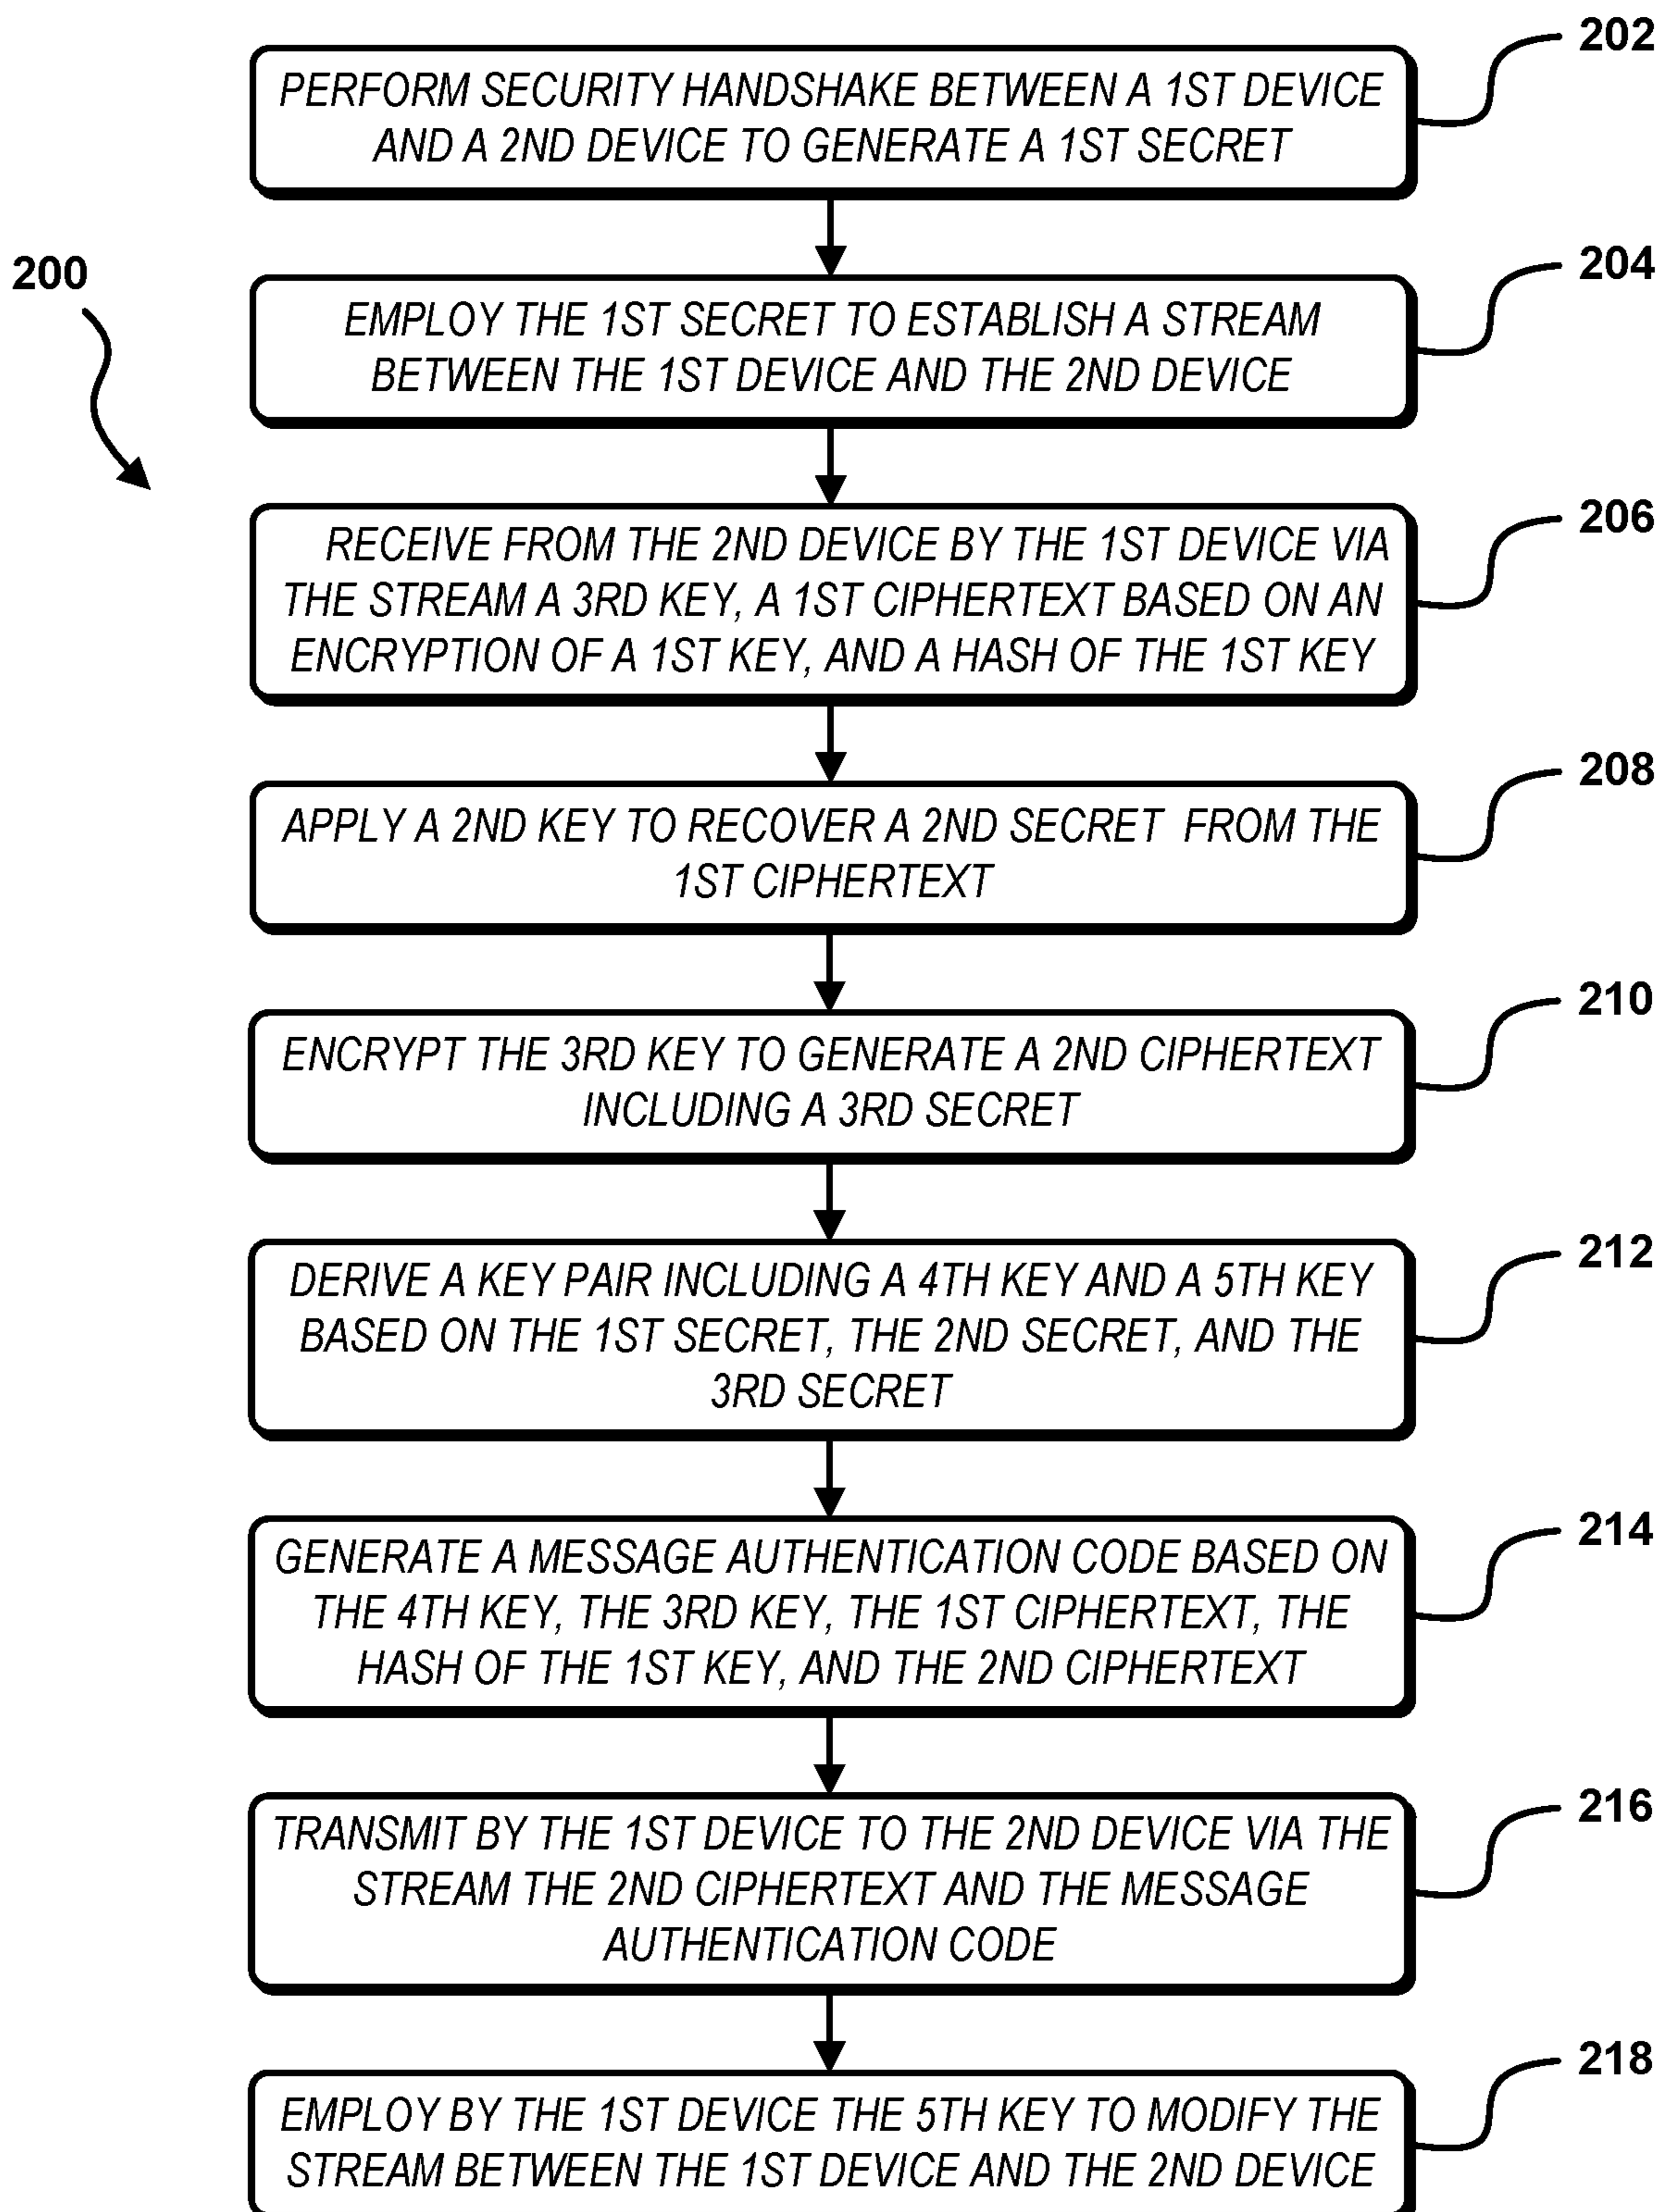 202
PERFORM SECURITY HANDSHAKE BETWEEN A 1ST DEVICE
AND A 2ND DEVICE TO GENERATE A 1ST SECRET
200
204
EMPLOY THE 1ST SECRET TO ESTABLISH A STREAM
BETWEEN THE 1ST DEVICE AND THE 2ND DEVICE
206
RECEIVE FROM THE 2ND DEVICE BY THE 1ST DEVICE VIA
THE STREAM A 3RD KEY, A 1ST CIPHERTEXT BASED ON AN
ENCRYPTION OF A 1ST KEY, AND A HASH OF THE 1ST KEY
208
APPLY A 2ND KEY TO RECOVER A 2ND SECRET FROM THE
1ST CIPHERTEXT
210
ENCRYPT THE 3RD KEY TO GENERATE A 2ND CIPHERTEXT
INCLUDING A 3RD SECRET
212
DERIVE A KEY PAIR INCLUDING A 4TH KEY AND A 5TH KEY
BASED ON THE 1ST SECRET, THE 2ND SECRET, AND THE
3RD SECRET
214
GENERATE A MESSAGE AUTHENTICATION CODE BASED ON
THE 4TH KEY, THE 3RD KEY, THE 1ST CIPHERTEXT, THE
HASH OF THE 1ST KEY, AND THE 2ND CIPHERTEXT
216
TRANSMIT BY THE 1ST DEVICE TO THE 2ND DEVICE VIA THE
STREAM THE 2ND CIPHERTEXT AND THE MESSAGE
AUTHENTICATION CODE
218
EMPLOY BY THE 1ST DEVICE THE 5TH KEY TO MODIFY THE
STREAM BETWEEN THE 1ST DEVICE AND THE 2ND DEVICE